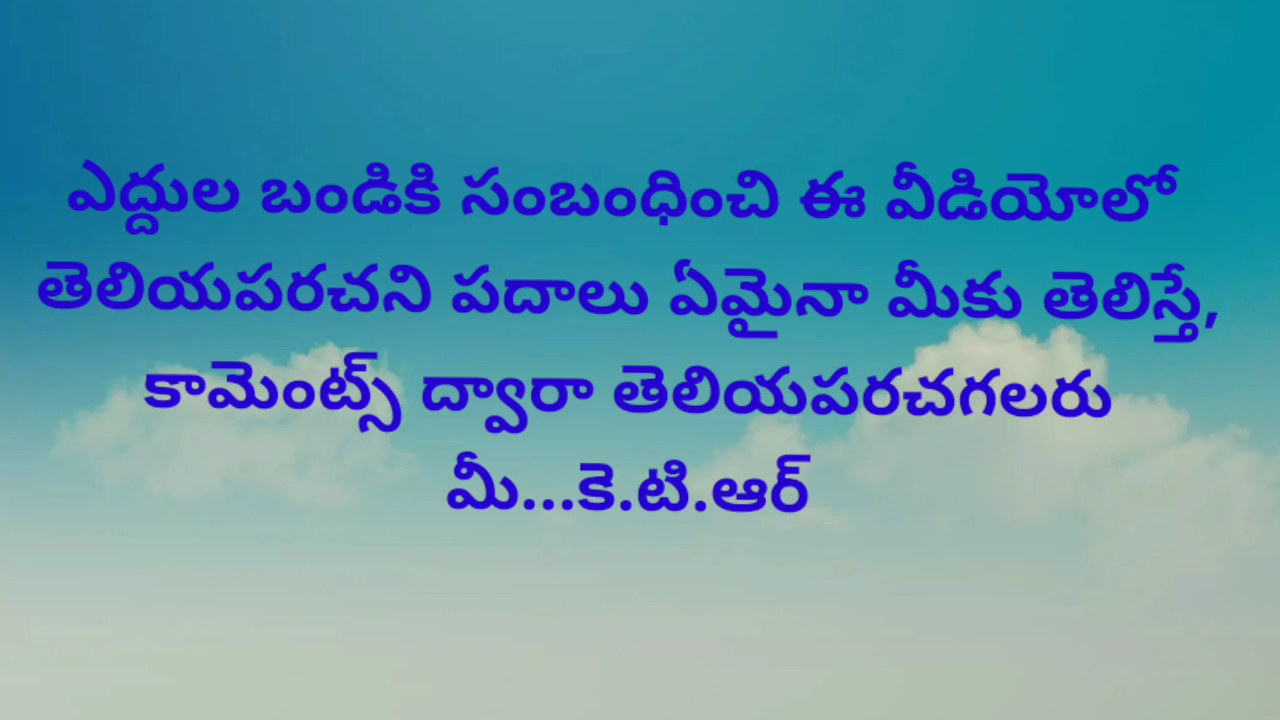 ఎద్దుల బండికి సంబంధించి ఈ వీడియోలో
తెలియపరచని పదాలు ఏమైనా మీకు తెలిస్తే,
కామెంట్స్ ద్వారా తెలియపరచగలరు
మీ...కె.టి.ఆర్